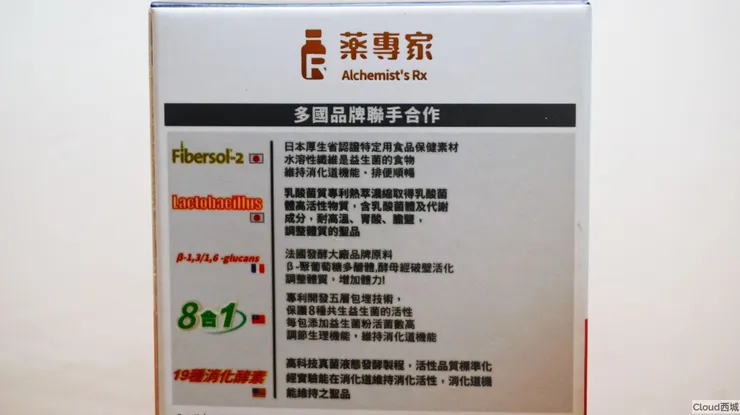 藥專家
Alchemist's Rx
多國品牌聯手合作
Fibersol-2
日本厚生省認證特定用食品保健素材
水溶性纖維是益生菌的食物
維持消化道機能，排便順暢
Lactobacillus
乳酸菌質專利熱萃濃縮取得乳酸菌
體高活性物質，含乳酸菌體及代謝
成分，耐高溫、胃酸、膽鹽，
調整體質的聖品
β-1,3/1,6-glucans
法國發酵大廠品牌原料
β-聚葡萄糖多醣體,酵母經破壁活化
調整體質，增加體力!
8合1
專利開發五層包埋技術，
保護8種共生益生菌的活性
每包添加益生菌粉活菌數高
調節生理機能，維持消化道機能
19種消化酵素
高科技真菌液態發酵製程，活性品質標準化
經實驗能在消化道維持消化活性，消化道機
能維持之聖品
Cloud西城